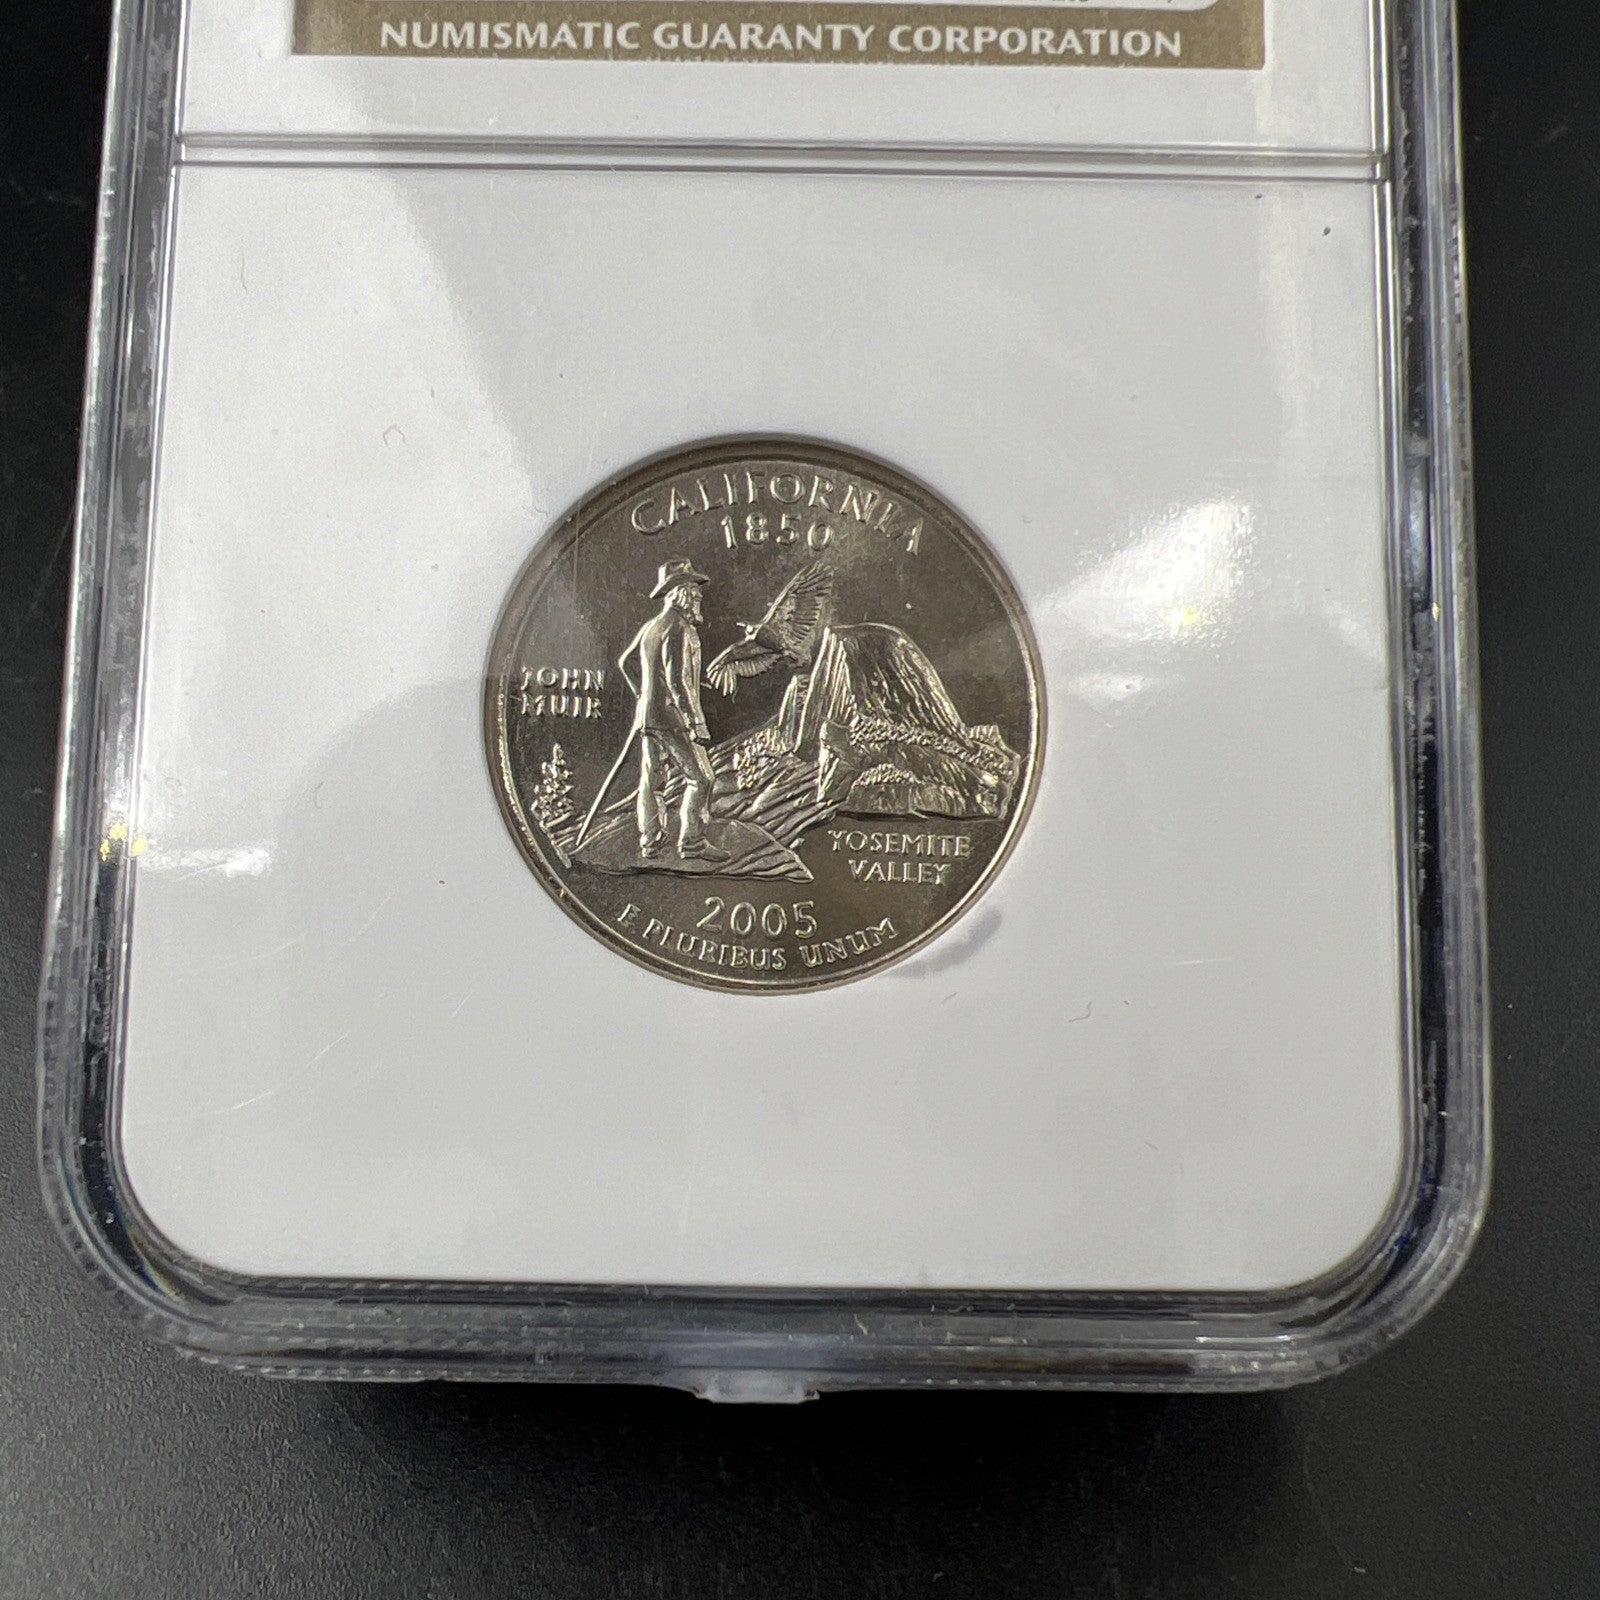 NUMISMATIC GUARANTY CORPORATION
CALIFORNIA
1850
JOHN
MUIR
YOSEMITE
VALLEY
2005
E PLURIBUS UNUM